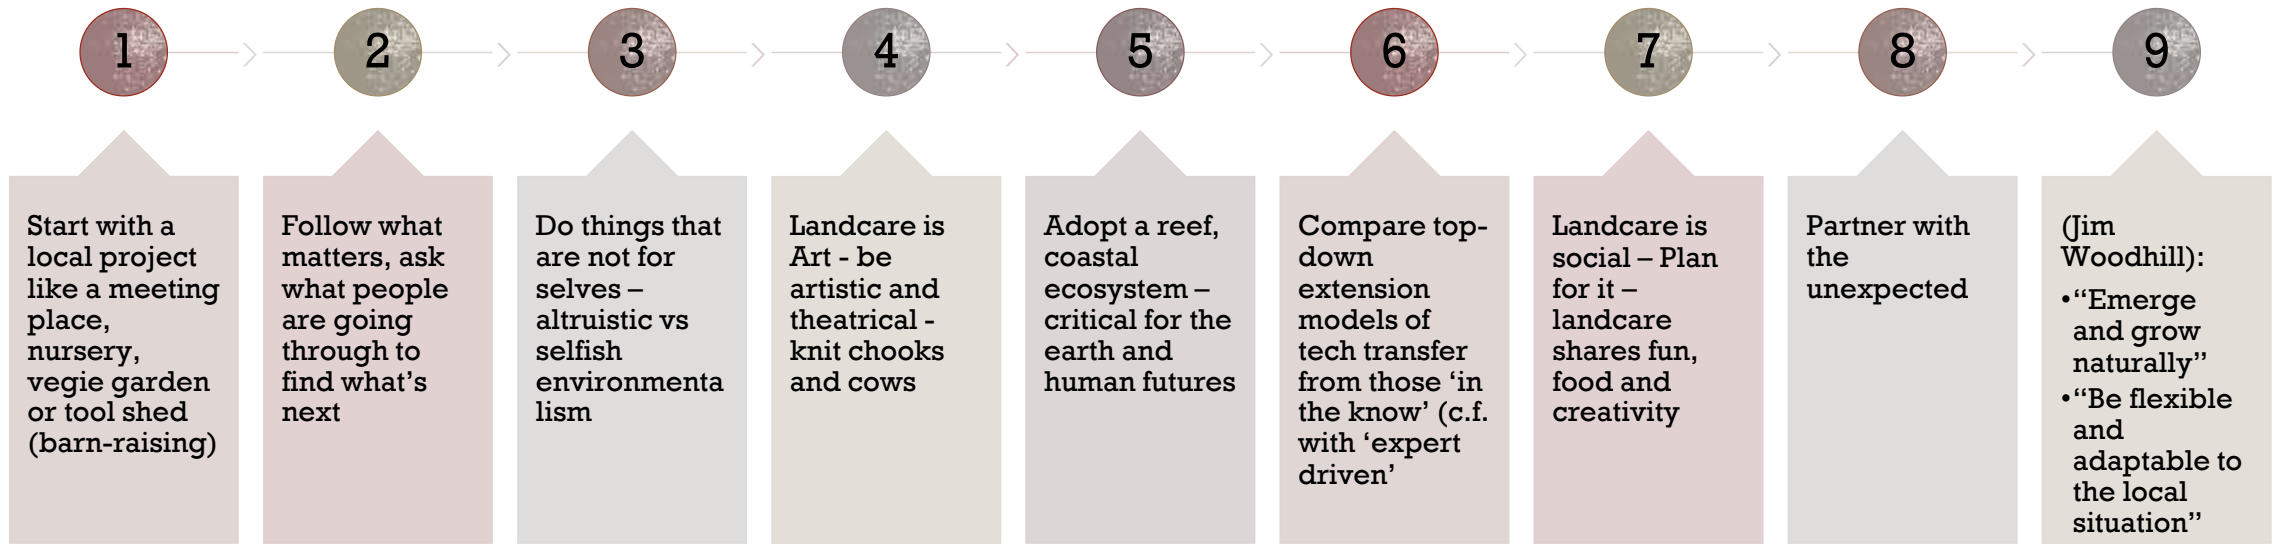 1
2
3
4
5
6
7
8
9
Start with a
local project
like a meeting
place,
nursery,
vegie garden
or tool shed
(barn-raising)
Follow what
matters, ask
what people
are going
through to
find what’s
next
Do things that
are not for
selves –
altruistic vs
selfish
environmenta
lism
Landcare is
Art - be
artistic and
theatrical -
knit chooks
and cows
Adopt a reef,
coastal
ecosystem –
critical for the
earth and
human futures
Compare top-
down
extension
models of
tech transfer
from those ‘in
the know’ (c.f.
with ‘expert
driven’
Landcare is
social – Plan
for it –
landcare
shares fun,
food and
creativity
Partner with
the
unexpected
(Jim
Woodhill):
•“Emerge
and grow
naturally”
•“Be flexible
and
adaptable to
the local
situation”